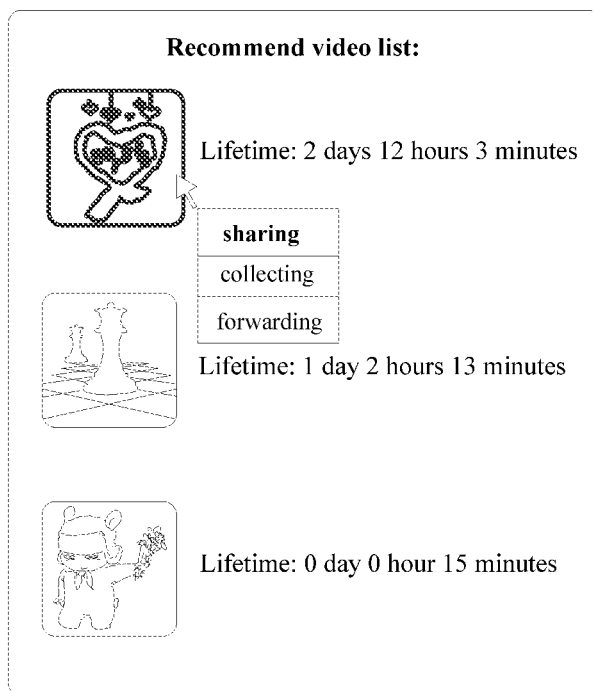 Recommend video list:
Lifetime: 2 days 12 hours 3 minutes
sharing
collecting
forwarding
Lifetime: 1 day 2 hours 13 minutes
Lifetime: 0 day 0 hour 15 minutes